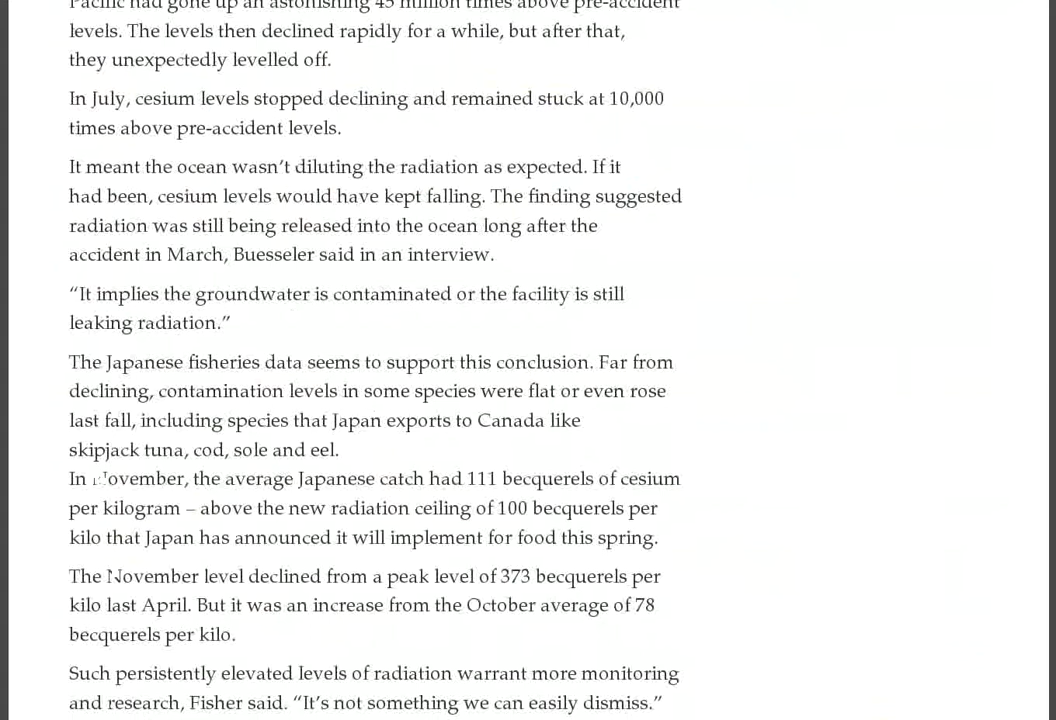 Pacific had gone up an astonishing 45 million times above pre-accident
levels. The levels then declined rapidly for a while, but after that,
they unexpectedly levelled off.
In July, cesium levels stopped declining and remained stuck at 10,000
times above pre-accident levels.
It meant the ocean wasn’t diluting the radiation as expected. If it
had been, cesium levels would have kept falling. The finding suggested
radiation was still being released into the ocean long after the
accident in March, Buesseler said in an interview.
“It implies the groundwater is contaminated or the facility is still
leaking radiation.”
The Japanese fisheries data seems to support this conclusion. Far from
declining, contamination levels in some species were flat or even rose
last fall, including species that Japan exports to Canada like
skipjack tuna, cod, sole and eel.
In November, the average Japanese catch had 111 becquerels of cesium
per kilogram – above the new radiation ceiling of 100 becquerels per
kilo that Japan has announced it will implement for food this spring.
The November level declined from a peak level of 373 becquerels per
kilo last April. But it was an increase from the October average of 78
becquerels per kilo.
Such persistently elevated levels of radiation warrant more monitoring
and research, Fisher said. “It’s not something we can easily dismiss.”